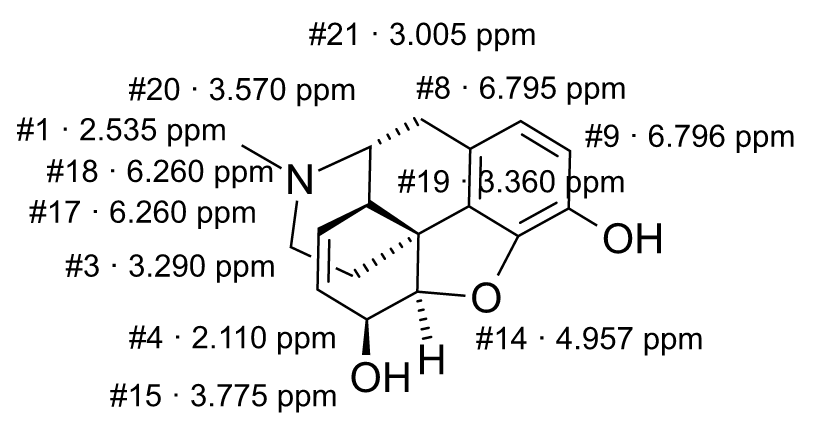 #21 · 3.005 ppm
#20 · 3.570 ppm
#8 · 6.795 ppm
#1 · 2.535 ppm
#9 · 6.796 ppm
#18 · 6.260 ppm
N
#19 · 3.360 ppm
#17 · 6.260 ppm
OH
#3 · 3.290 ppm
O
#4 · 2.110 ppm
#14 · 4.957 ppm
H
OH
#15 · 3.775 ppm